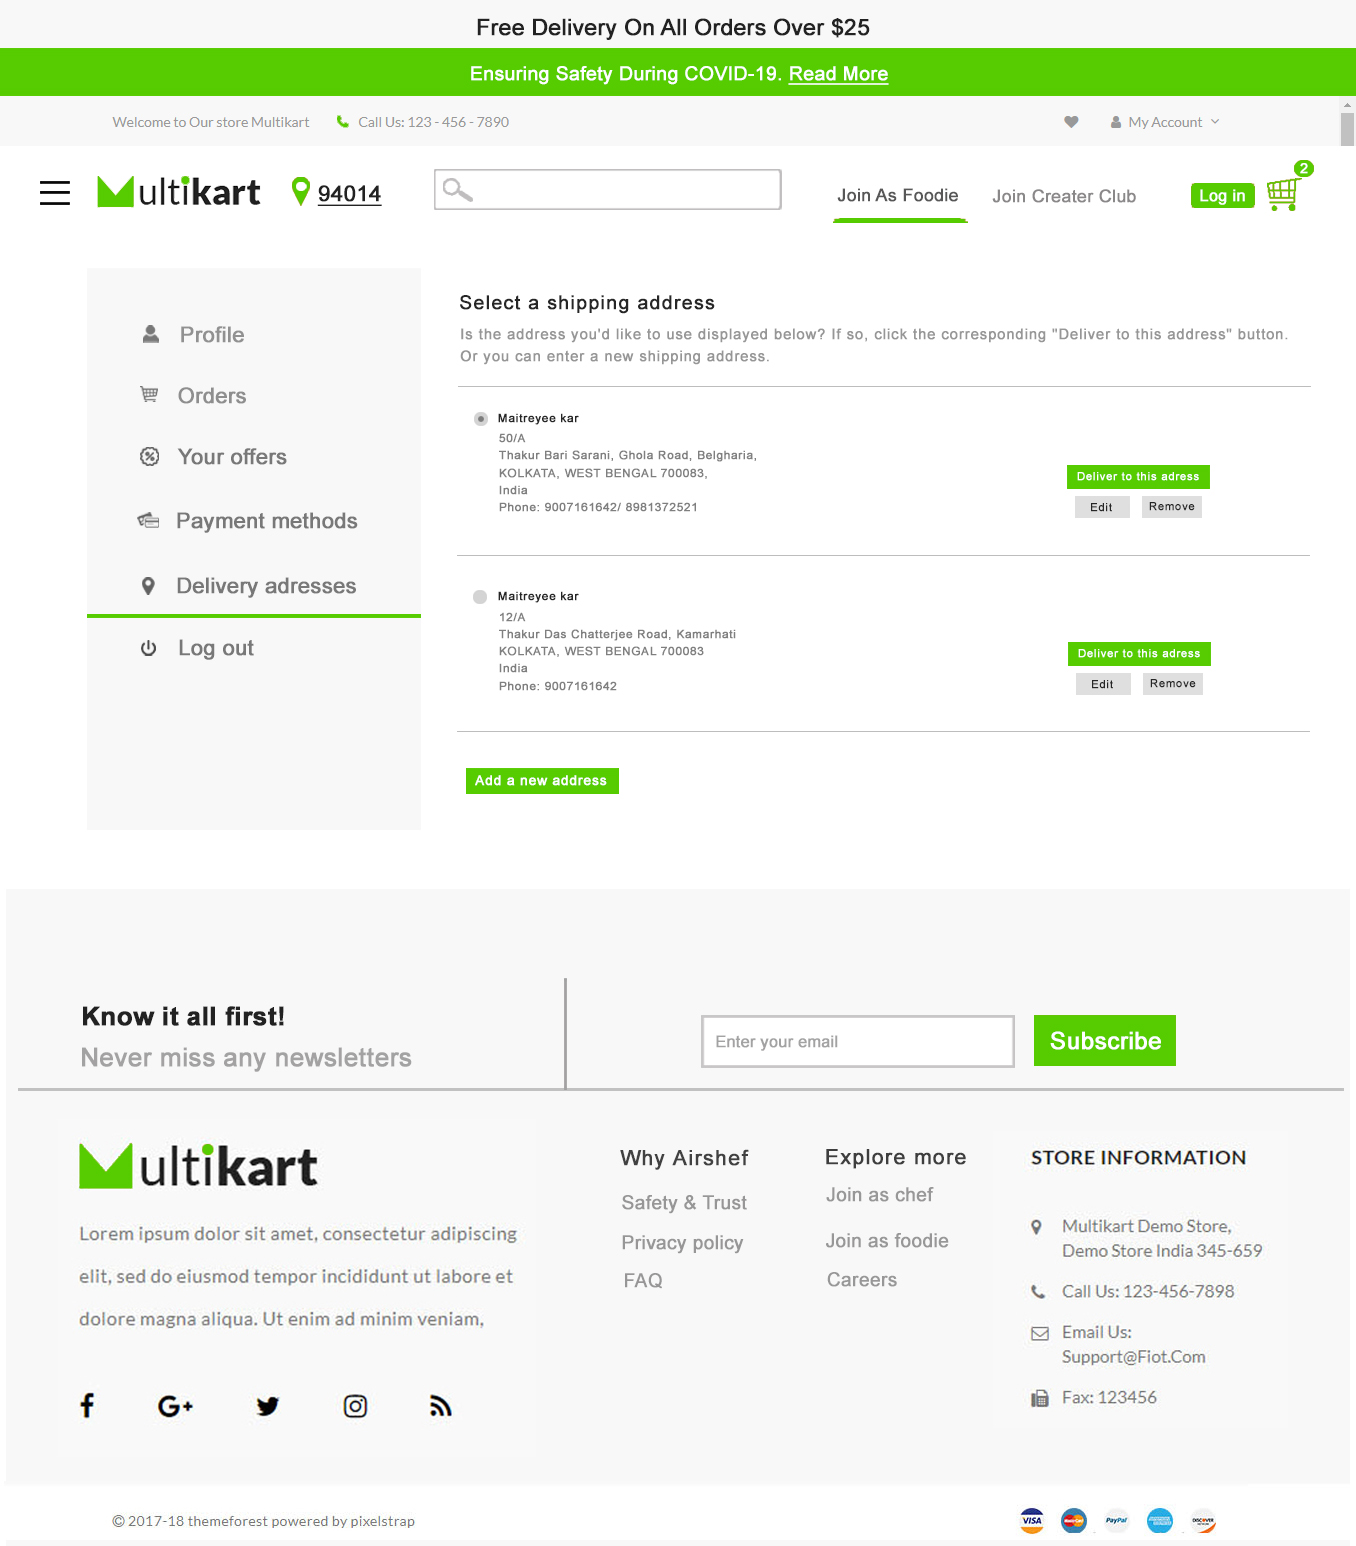 Free Delivery On All Orders Over $25
Ensuring Safety During COVID-19. Read More
Welcome to Our store Multikart
Call Us: 123 - 456 - 7890
My Account
ultikart
94014
Join As Foodie
Join Creater Club
Log in
2
Profile
Orders
Your offers
Payment methods
Delivery adresses
Log out
Select a shipping address
Is the address you'd like to use displayed below? If so, click the corresponding "Deliver to this address" button.
Or you can enter a new shipping address.
Maitreyee kar
50/A
Thakur Bari Sarani, Ghola Road, Belgharia,
KOLKATA, WEST BENGAL 700083,
India
Phone: 9007161642/ 8981372521
Deliver to this adress
Edit
Remove
Maitreyee kar
12/A
Thakur Das Chatterjee Road, Kamarhati
KOLKATA, WEST BENGAL 700083
India
Phone: 9007161642
Deliver to this adress
Edit
Remove
Add a new address
Know it all first!
Never miss any newsletters
Enter your email
Subscribe
Multikart
Lorem ipsum dolor sit amet, consectetur adipiscing
elit, sed do eiusmod tempor incididunt ut labore et
dolore magna aliqua. Ut enim ad minim veniam,
Why Airshef
Safety & Trust
Privacy policy
FAQ
Explore more
Join as chef
Join as foodie
Careers
STORE INFORMATION
Multikart Demo Store,
Demo Store India 345-659
Call Us: 123-456-7898
Email Us:
Support@Fiot.Com
Fax: 123456
© 2017-18 themeforest powered by pixelstrap
VISA
MasterCard
PayPal
DISCOVER